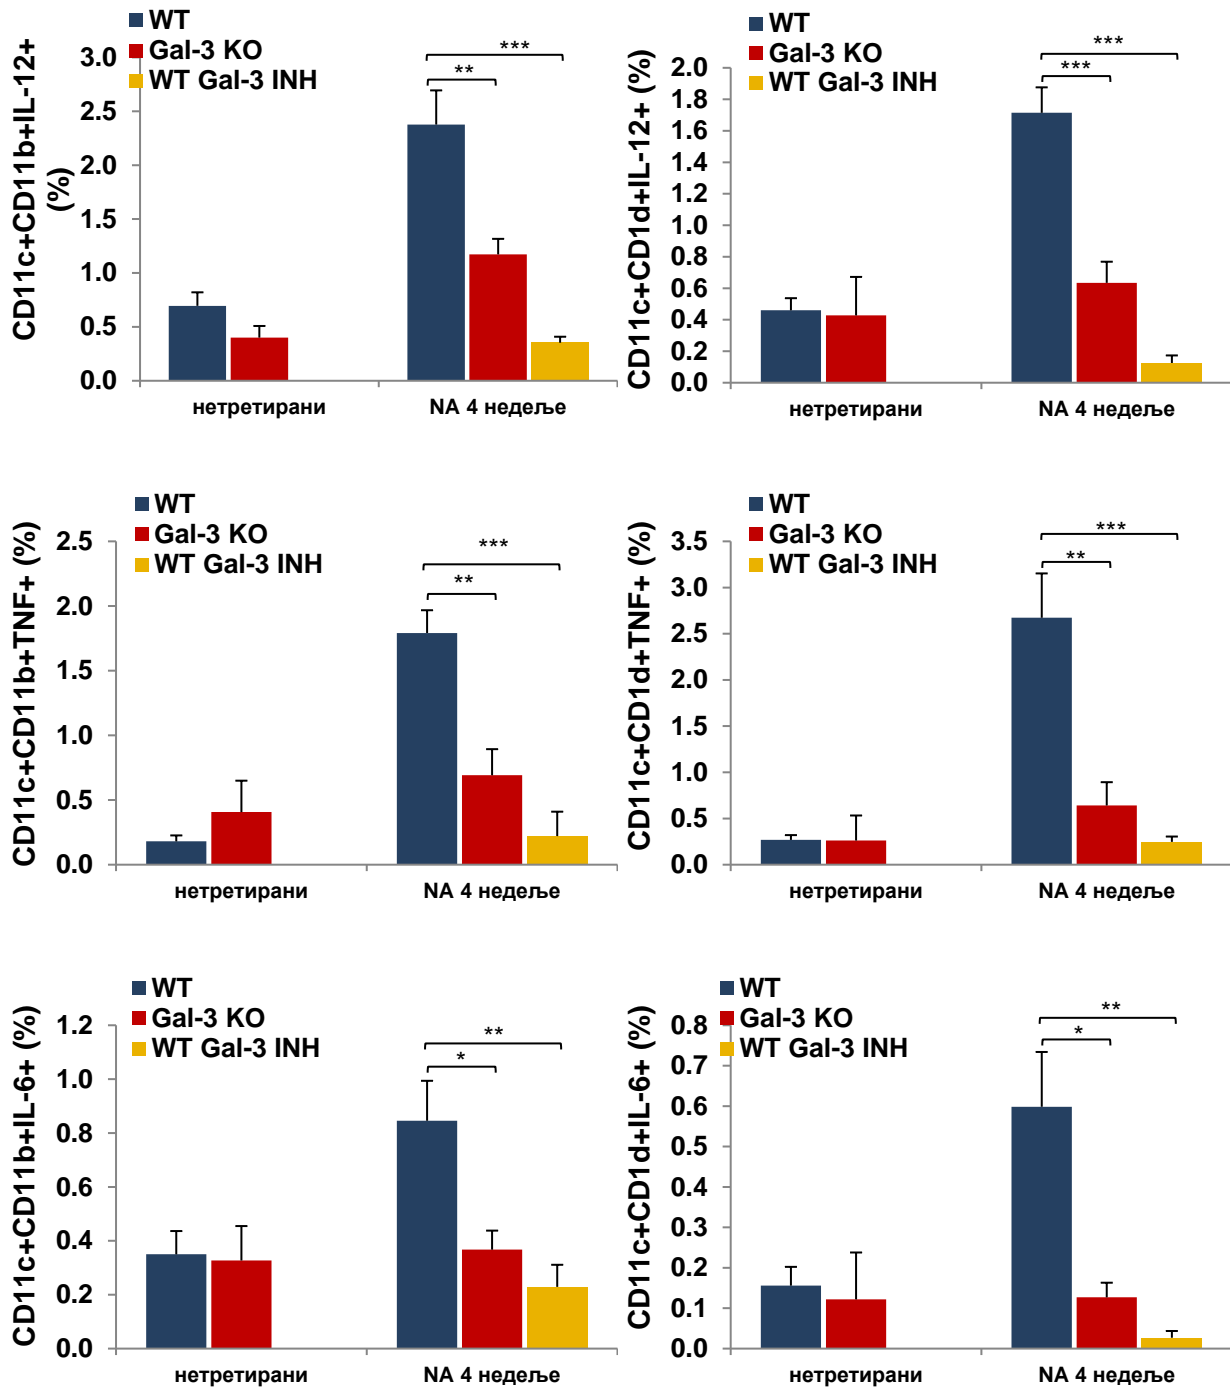 WT
Gal-3 KO
WT Gal-3 INH
CD11c+CD11b+IL-12+
(%)
3.0
2.5
2.0
1.5
1.0
0.5
0.0
***
**
нетретирани
NA 4 недеље
WT
Gal-3 KO
WT Gal-3 INH
CD11c+CD1d+IL-12+ (%)
2.0
1.8
1.6
1.4
1.2
1.0
0.8
0.6
0.4
0.2
0.0
***
***
нетретирани
NA 4 недеље
WT
Gal-3 KO
WT Gal-3 INH
CD11c+CD11b+TNF+ (%)
2.5
2.0
1.5
1.0
0.5
0.0
***
**
нетретирани
NA 4 недеље
WT
Gal-3 KO
WT Gal-3 INH
CD11c+CD1d+TNF+ (%)
3.5
3.0
2.5
2.0
1.5
1.0
0.5
0.0
***
**
нетретирани
NA 4 недеље
WT
Gal-3 KO
WT Gal-3 INH
CD11c+CD11b+IL-6+ (%)
1.2
1.0
0.8
0.6
0.4
0.2
0.0
**
*
нетретирани
NA 4 недеље
WT
Gal-3 KO
WT Gal-3 INH
CD11c+CD1d+IL-6+ (%)
0.8
0.7
0.6
0.5
0.4
0.3
0.2
0.1
0.0
**
*
нетретирани
NA 4 недеље